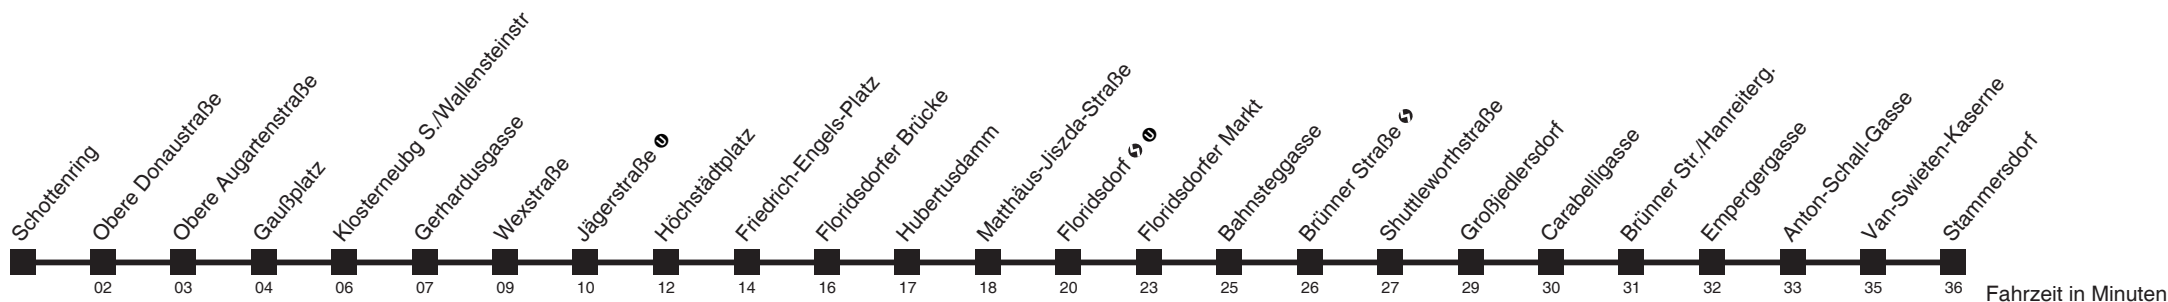 Schottenring
Obere Donaustraße
Obere Augartenstraße
Gaußplatz
Klosterneubg S./Wallensteinstr
Gerhardusgasse
Wexstraße
Jägerstraße U
Höchstädtplatz
Friedrich-Engels-Platz
Floridsdorfer Brücke
Hubertusdamm
Matthäus-Jiszda-Straße
Floridsdorf S U
Floridsdorfer Markt
Bahnsteggasse
Brünner Straße S
Shuttleworthstraße
Großjedlersdorf
Carabelligasse
Brünner Str./Hanreiterg.
Empergergasse
Anton-Schall-Gasse
Van-Swieten-Kaserne
Stammersdorf
02 03 04 06 07 09 10 12 14 16 17 18 20 23 25 26 27 29 30 31 32 33 35 36 Fahrzeit in Minuten